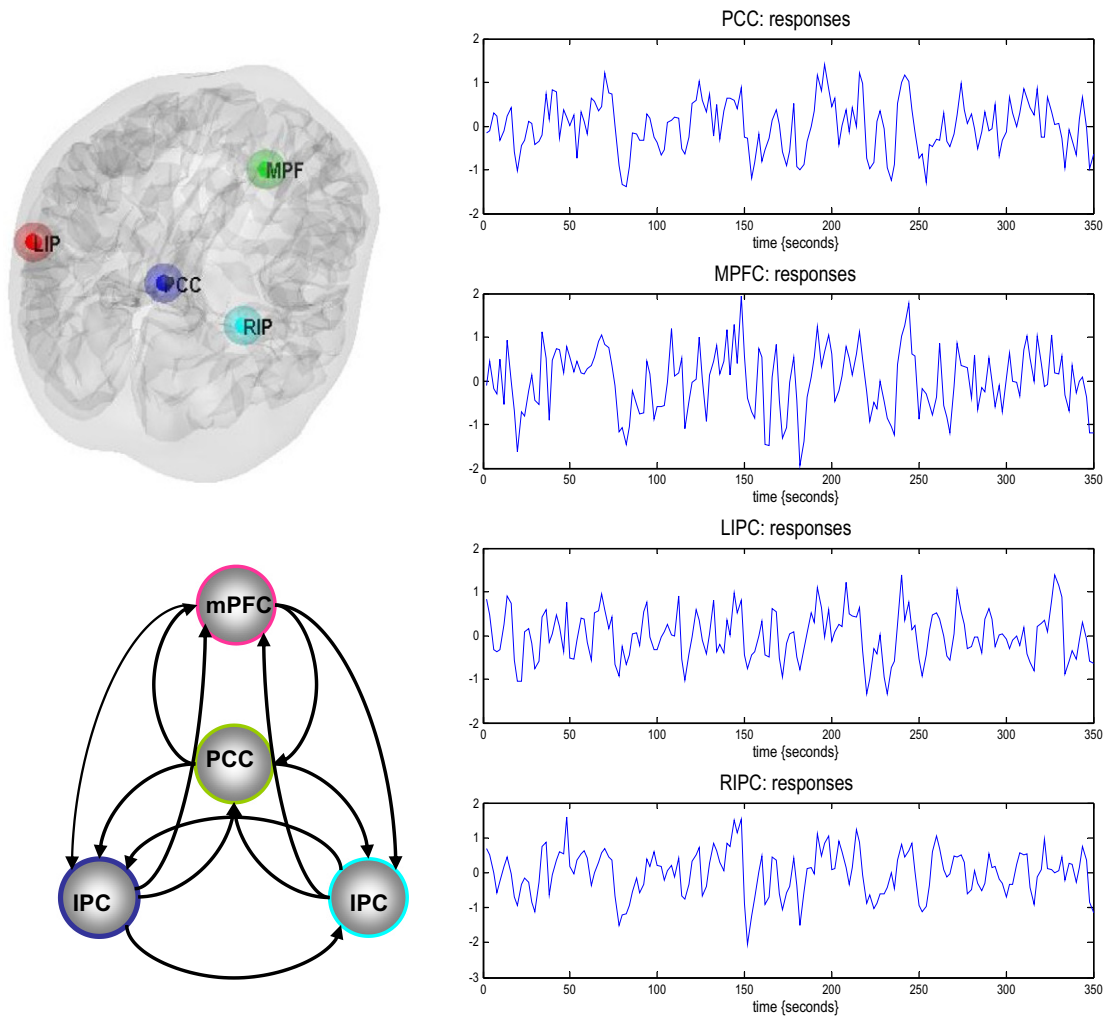 MPF
LIP
PCC
RIP
mPFC
PCC
IPC
IPC
PCC: responses
2
1
0
-1
-2
0 50 100 150 200 250 300 350
time {seconds}
MPFC: responses
2
1
0
-1
-2
0 50 100 150 200 250 300 350
time {seconds}
LIPC: responses
2
1
0
-1
-2
0 50 100 150 200 250 300 350
time {seconds}
RIPC: responses
2
1
0
-1
-2
-3
0 50 100 150 200 250 300 350
time {seconds}